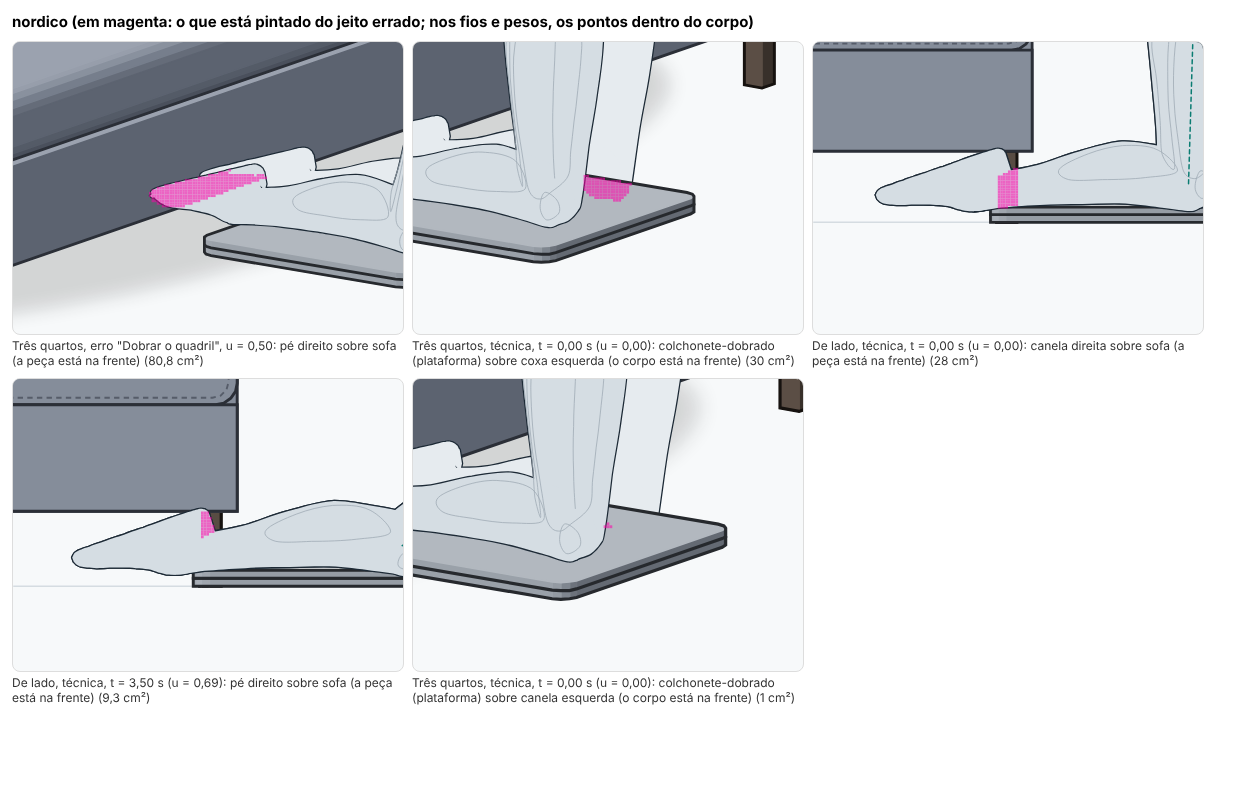 nordico (em magenta: o que está pintado do jeito errado; nos fios e pesos, os pontos dentro do corpo)
Três quartos, erro "Dobrar o quadril", u = 0,50: pé direito sobre sofa
(a peça está na frente) (80,8 cm²)
Três quartos, técnica, t = 0,00 s (u = 0,00): colchonete-dobrado
(plataforma) sobre coxa esquerda (o corpo está na frente) (30 cm²)
De lado, técnica, t = 0,00 s (u = 0,00): canela direita sobre sofa (a
peça está na frente) (28 cm²)
De lado, técnica, t = 3,50 s (u = 0,69): pé direito sobre sofa (a peça
está na frente) (9,3 cm²)
Três quartos, técnica, t = 0,00 s (u = 0,00): colchonete-dobrado
(plataforma) sobre canela esquerda (o corpo está na frente) (1 cm²)